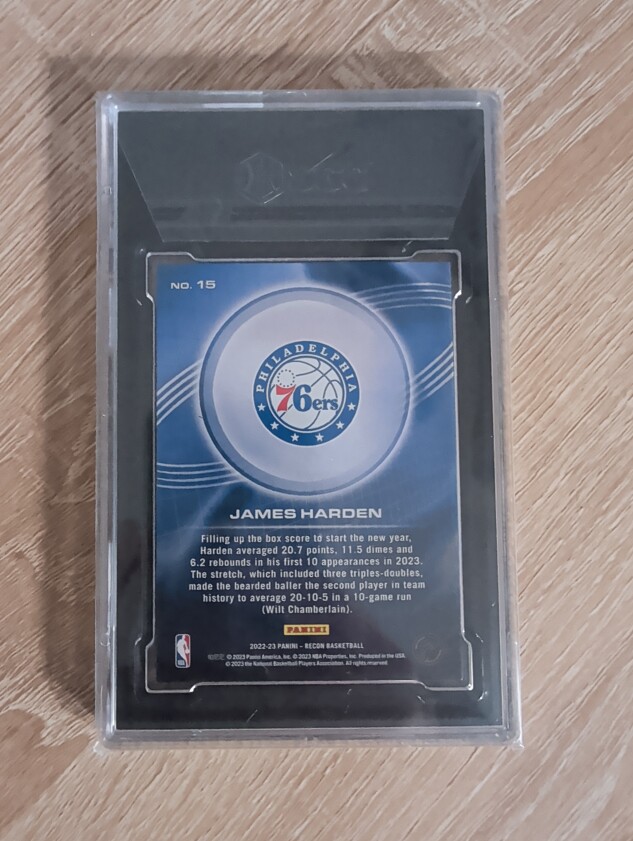 NO. 15
PHILADELPHIA
76ers
JAMES HARDEN
Filling up the box score to start the new year,
Harden averaged 20.7 points, 11.5 dimes and
6.2 rebounds in his first 10 appearances in 2023.
The stretch, which included three triples-doubles,
made the bearded baller the second player in team
history to average 20-10-5 in a 10-game run
(Wilt Chamberlain).
PANINI
2022-23 PANINI – RECON BASKETBALL
© 2023 Panini America, Inc. © 2023 NBA Properties, Inc. Produced in the USA.
© 2023 the National Basketball Players Association. All rights reserved.